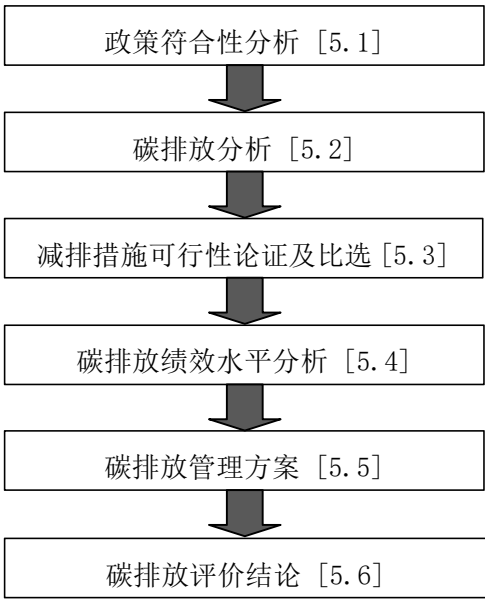 政策符合性分析 [5.1]
碳排放分析 [5.2]
减排措施可行性论证及比选 [5.3]
碳排放绩效水平分析 [5.4]
碳排放管理方案 [5.5]
碳排放评价结论 [5.6]